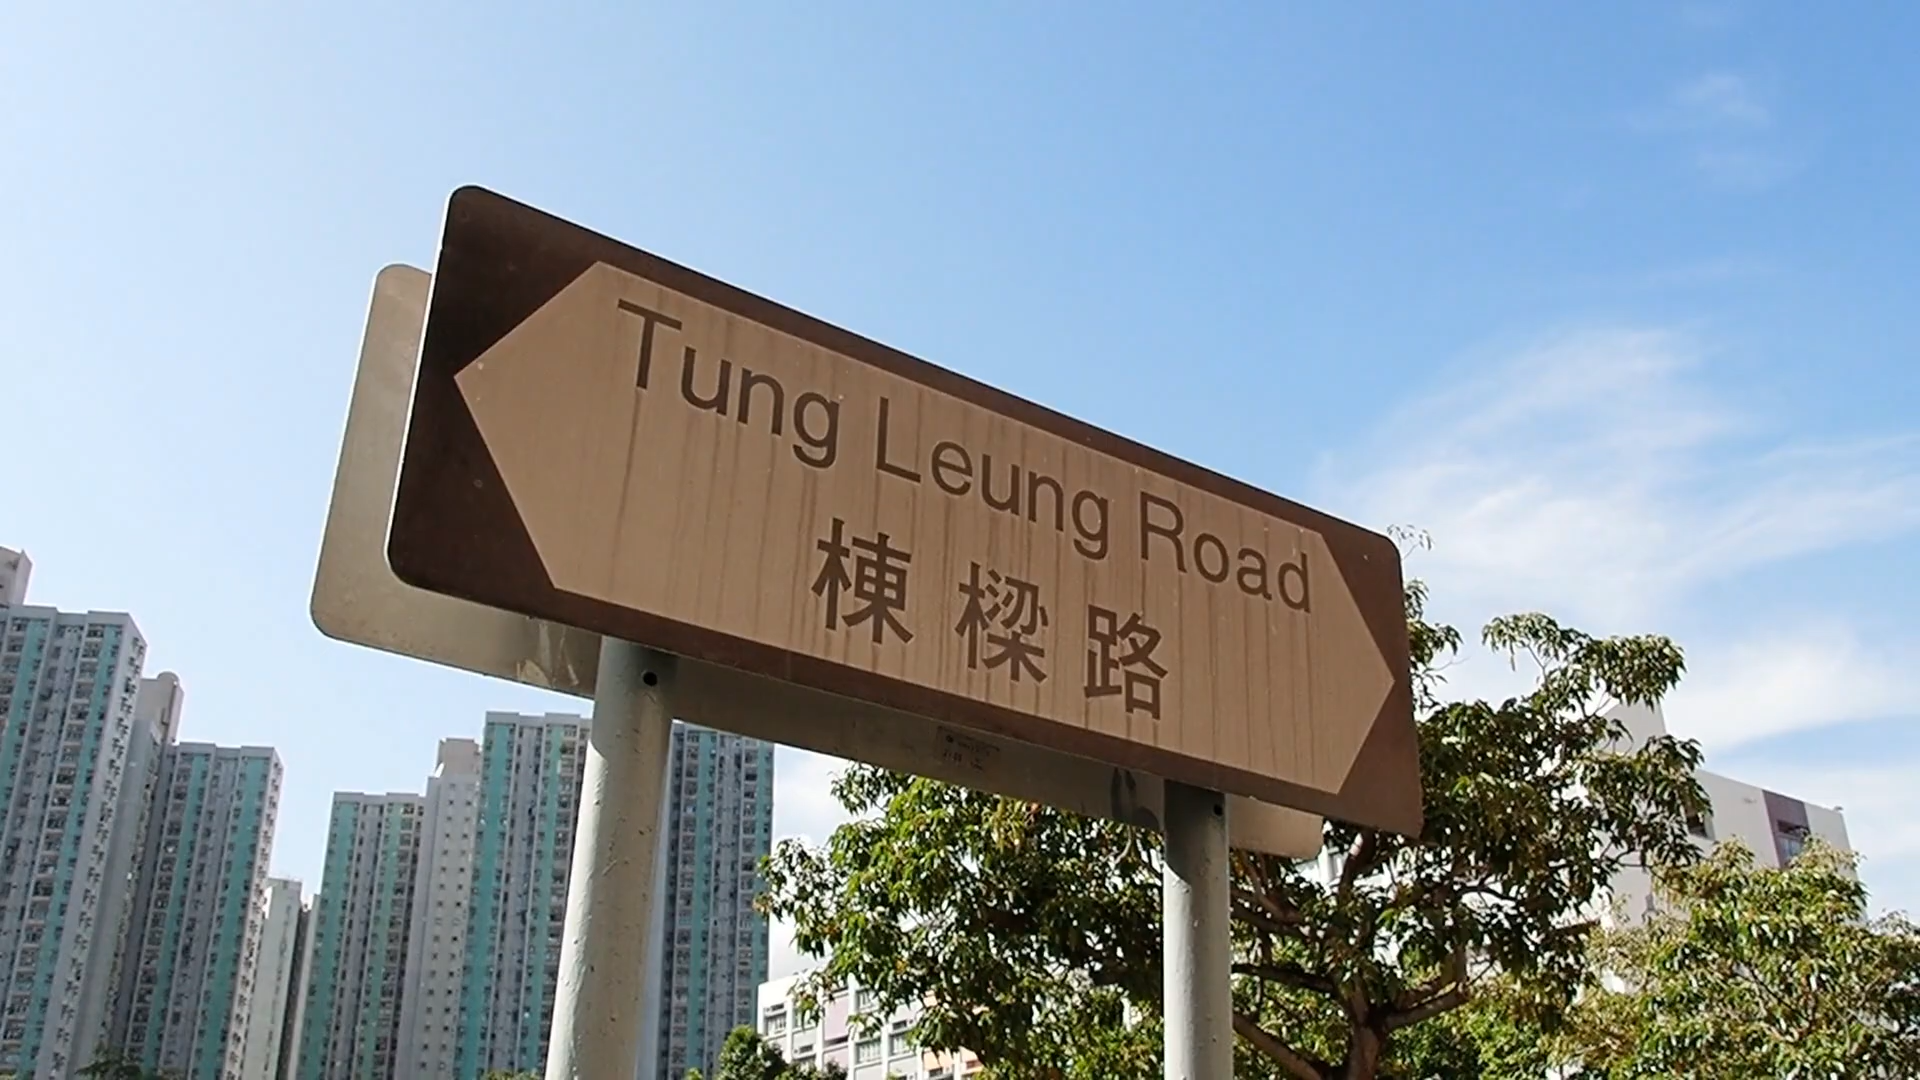 Tung Leung Road
棟樑路